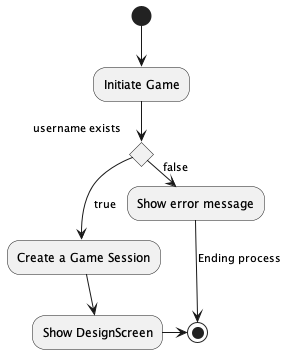 Initiate Game
username exists
false
true
Show error message
Create a Game Session
Ending process
Show DesignScreen